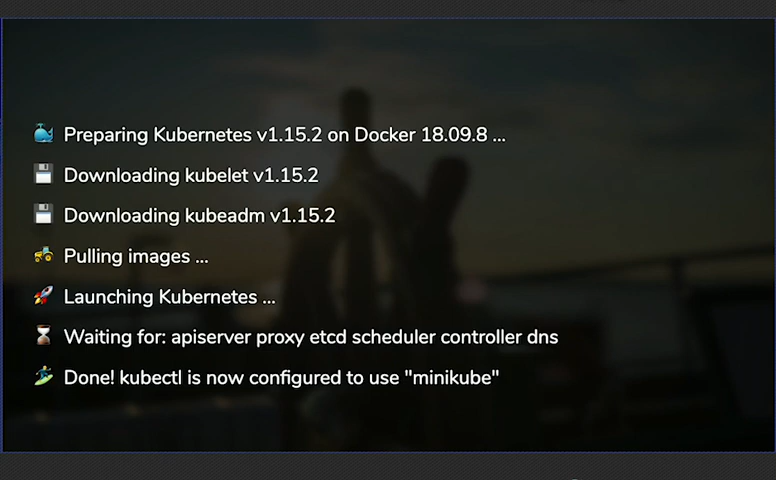 Preparing Kubernetes v1.15.2 on Docker 18.09.8 ...
Downloading kubelet v1.15.2
Downloading kubeadm v1.15.2
Pulling images ...
Launching Kubernetes ...
Waiting for: apiserver proxy etcd scheduler controller dns
Done! kubectl is now configured to use "minikube"